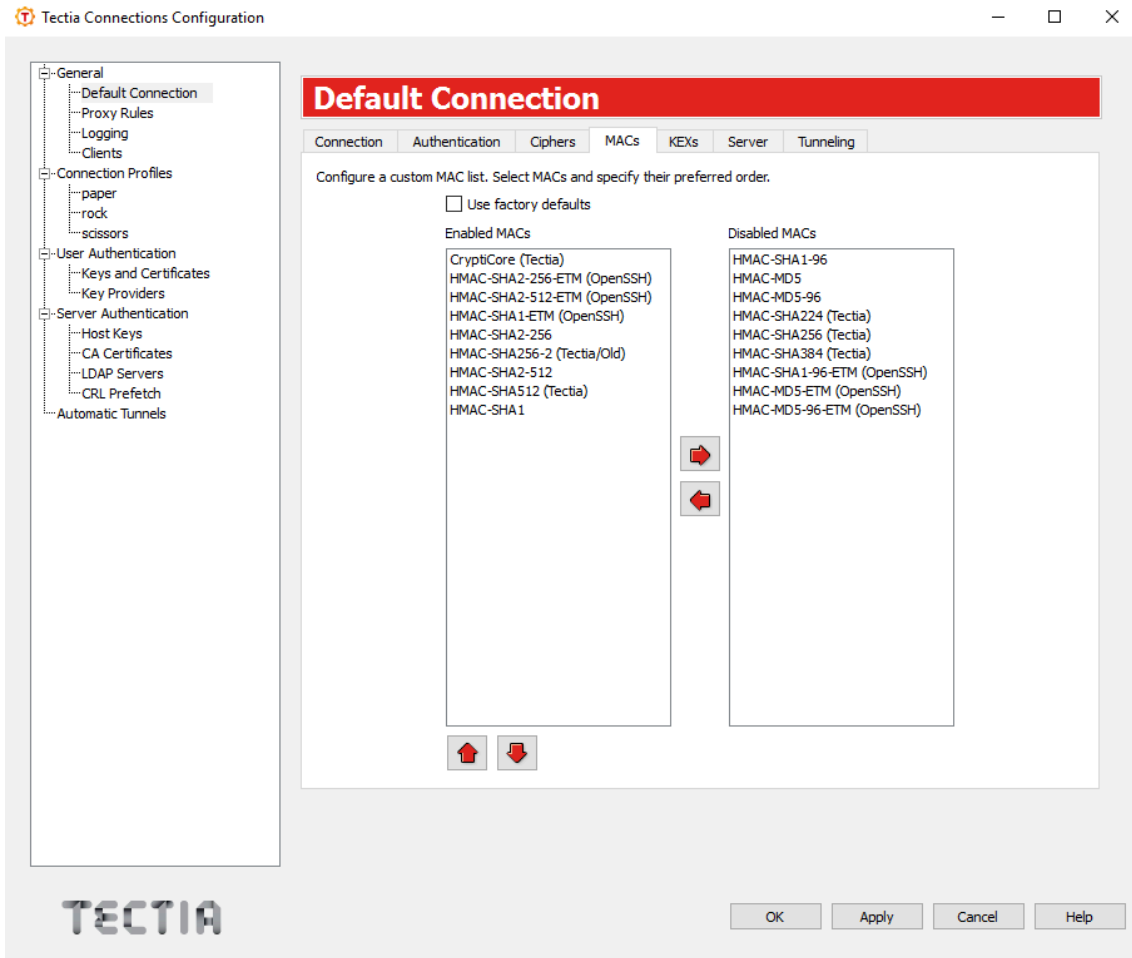 Tectia Connections Configuration
General
Default Connection
Proxy Rules
Logging
Clients
Connection Profiles
paper
rock
scissors
User Authentication
Keys and Certificates
Key Providers
Server Authentication
Host Keys
CA Certificates
LDAP Servers
CRL Prefetch
Automatic Tunnels
Default Connection
Connection Authentication Ciphers MACs KEXs Server Tunneling
Configure a custom MAC list. Select MACs and specify their preferred order.
Use factory defaults
Enabled MACs
CryptiCore (Tectia)
HMAC-SHA2-256-ETM (OpenSSH)
HMAC-SHA2-512-ETM (OpenSSH)
HMAC-SHA1-ETM (OpenSSH)
HMAC-SHA2-256
HMAC-SHA256-2 (Tectia/Old)
HMAC-SHA2-512
HMAC-SHA512 (Tectia)
HMAC-SHA1
Disabled MACs
HMAC-SHA1-96
HMAC-MD5
HMAC-MD5-96
HMAC-SHA224 (Tectia)
HMAC-SHA256 (Tectia)
HMAC-SHA384 (Tectia)
HMAC-SHA1-96-ETM (OpenSSH)
HMAC-MD5-ETM (OpenSSH)
HMAC-MD5-96-ETM (OpenSSH)
TECTIA
OK Apply Cancel Help